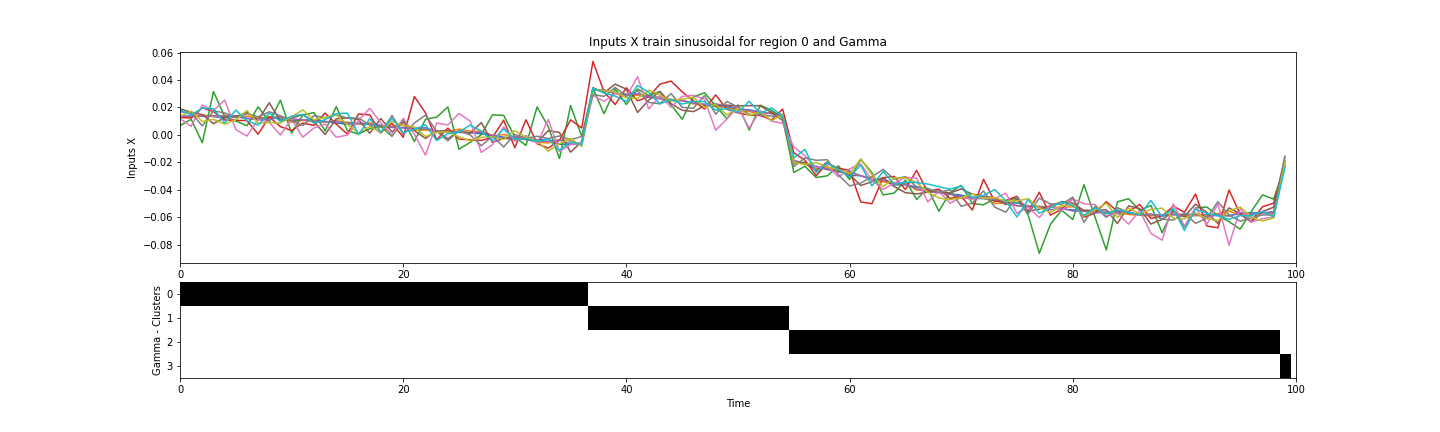 Inputs X train sinusoidal for region 0 and Gamma
Inputs X
0.06
0.04
0.02
0.00
−0.02
−0.04
−0.06
−0.08
0 20 40 60 80 100
Gamma - Clusters
0
1
2
3
0 20 40 60 80 100
Time